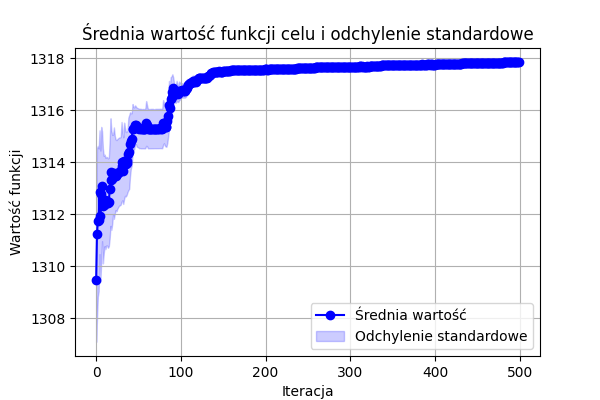 Średnia wartość funkcji celu i odchylenie standardowe
1318
1316
1314
1312
1310
1308
Wartość funkcji
0 100 200 300 400 500
Iteracja
Średnia wartość
Odchylenie standardowe